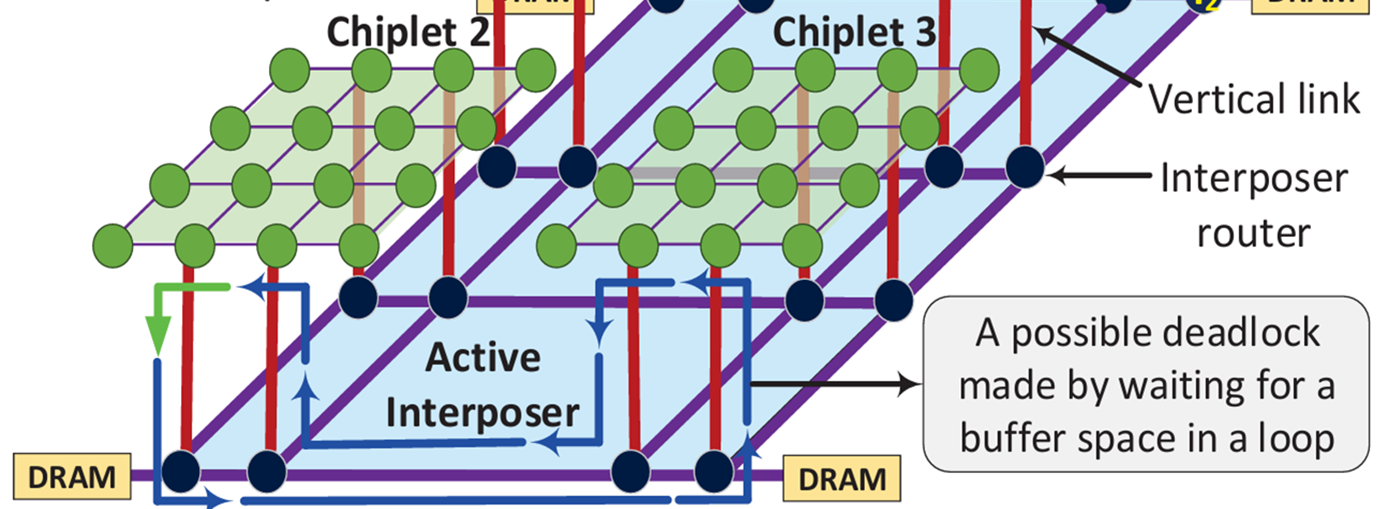 DRAM
Chiplet 2
Chiplet 3
Vertical link
Interposer
router
Active
Interposer
A possible deadlock
made by waiting for a
buffer space in a loop
DRAM
DRAM